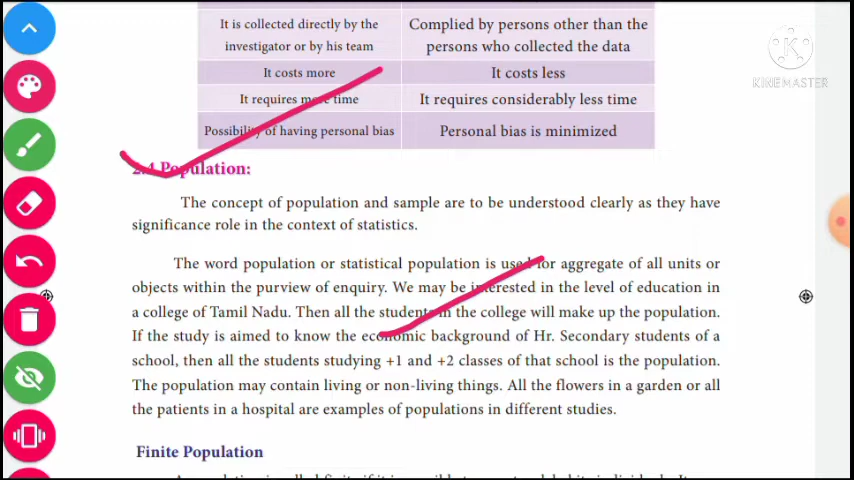 It is collected directly by the
investigator or by his team
Complied by persons other than the
persons who collected the data
It costs more
It costs less
It requires more time
It requires considerably less time
Possibility of having personal bias
Personal bias is minimized
KINEMASTER
2.4 Population:
The concept of population and sample are to be understood clearly as they have
significance role in the context of statistics.
The word population or statistical population is used for aggregate of all units or
objects within the purview of enquiry. We may be interested in the level of education in
a college of Tamil Nadu. Then all the students in the college will make up the population.
If the study is aimed to know the economic background of Hr. Secondary students of a
school, then all the students studying +1 and +2 classes of that school is the population.
The population may contain living or non-living things. All the flowers in a garden or all
the patients in a hospital are examples of populations in different studies.
Finite Population